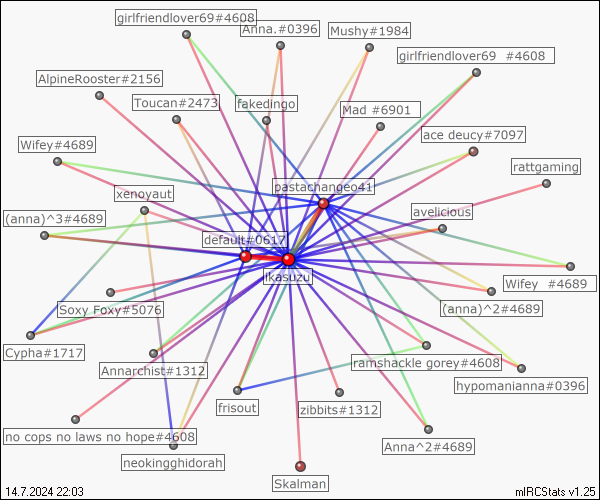 girlfriendlover69#4608
Anna.#0396
Mushy#1984
girlfriendlover69 #4608
AlpineRooster#2156
Toucan#2473
fakedingo
Mad #6901
ace deucy#7097
Wifey#4689
rattgaming
xenoyaut
pastachangeo41
(anna)^3#4689
avelicious
default#0617
ikasuzu
Wifey #4689
Soxy Foxy#5076
(anna)^2#4689
Cypha#1717
Annarchist#1312
ramshackle gorey#4608
hypomanianna#0396
frisout
zibbits#1312
no cops no laws no hope#4608
Anna^2#4689
neokingghidorah
Skalman
14.7.2024 22:03
mIRCStats v1.25